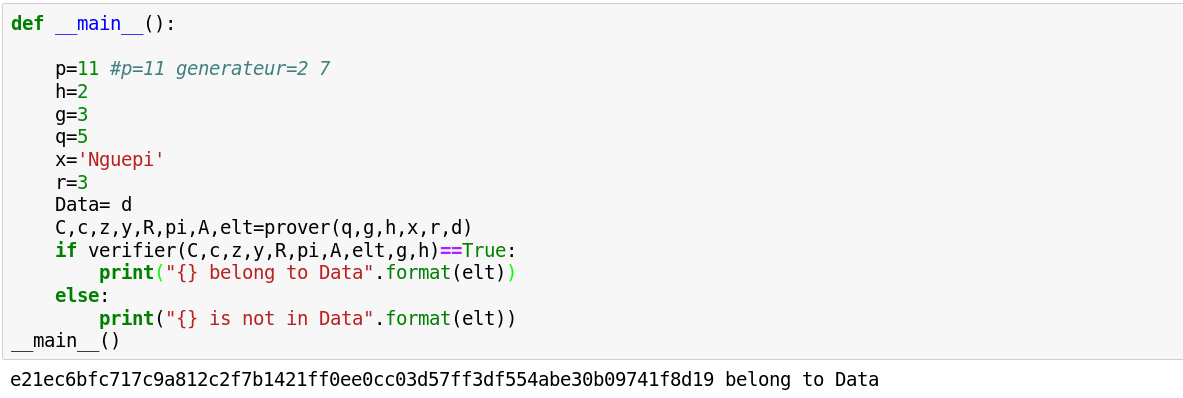 def __main__():
p=11 #p=11 generateur=2 7
h=2
g=3
q=5
x='Nguepi'
r=3
Data= d
C,c,z,y,R,pi,A,elt=prover(q,g,h,x,r,d)
if verifier(C,c,z,y,R,pi,A,elt,g,h)==True:
print("{} belong to Data".format(elt))
else:
print("{} is not in Data".format(elt))
__main__()
e21ec6bfc717c9a812c2f7b1421ff0ee0cc03d57ff3df554abe30b09741f8d19 belong to Data